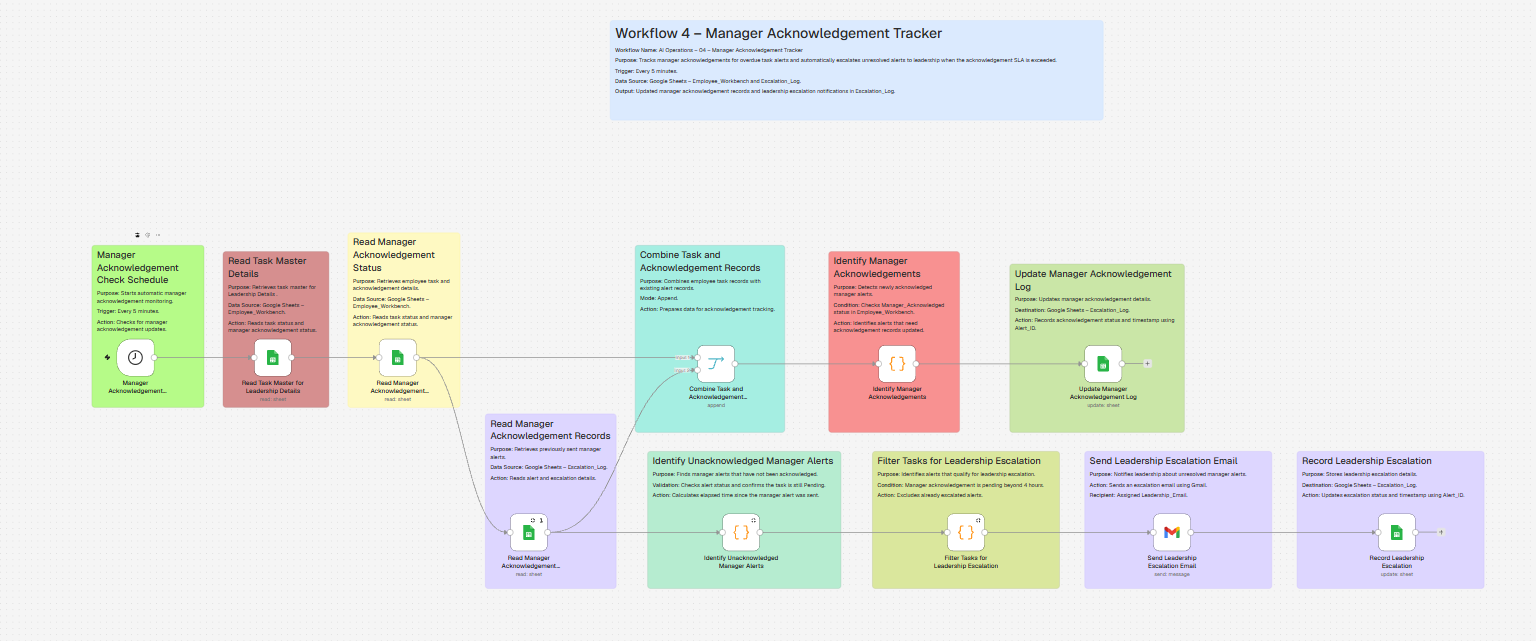 Workflow 4 – Manager Acknowledgement Tracker
Workflow Name: AI Operations – 04 – Manager Acknowledgement Tracker
Purpose: Tracks manager acknowledgements for overdue task alerts and automatically escalates unresolved alerts to leadership when the acknowledgement SLA is exceeded.
Trigger: Every 5 minutes.
Data Source: Google Sheets – Employee_Workbench and Escalation_Log.
Output: Updated manager acknowledgement records and leadership escalation notifications in Escalation_Log.
Manager
Acknowledgement
Check Schedule
Purpose: Starts automatic manager
acknowledgement monitoring.
Trigger: Every 5 minutes.
Action: Checks for manager
acknowledgement updates.
Manager
Acknowledgement...
Read Task Master
Details
Purpose: Retrieves task master for
Leadership Details.
Data Source: Google Sheets –
Employee_Workbench.
Action: Reads task status and
manager acknowledgement status.
Read Task Master for
Leadership Details
read: sheet
Read Manager
Acknowledgement
Status
Purpose: Retrieves employee task and
acknowledgement details.
Data Source: Google Sheets –
Employee_Workbench.
Action: Reads task status and manager
acknowledgement status.
Read Manager
Acknowledgement...
read: sheet
Combine Task and
Acknowledgement Records
Purpose: Combines employee task records with
existing alert records.
Mode: Append.
Action: Prepares data for acknowledgement tracking.
Combine Task and
Acknowledgement...
append
Identify Manager
Acknowledgements
Purpose: Detects newly acknowledged
manager alerts.
Condition: Checks Manager_Acknowledged
status in Employee_Workbench.
Action: Identifies alerts that need
acknowledgement records updated.
Identify Manager
Acknowledgements
Update Manager Acknowledgement
Log
Purpose: Updates manager acknowledgement details.
Destination: Google Sheets – Escalation_Log.
Action: Records acknowledgement status and timestamp using
Alert_ID.
Update Manager
Acknowledgement Log
update: sheet
Read Manager
Acknowledgement Records
Purpose: Retrieves previously sent manager
alerts.
Data Source: Google Sheets – Escalation_Log.
Action: Reads alert and escalation details.
1
Read Manager
Acknowledgement...
read: sheet
Identify Unacknowledged Manager Alerts
Purpose: Finds manager alerts that have not been acknowledged.
Validation: Checks alert status and confirms the task is still Pending.
Action: Calculates elapsed time since the manager alert was sent.
Identify Unacknowledged
Manager Alerts
Filter Tasks for Leadership Escalation
Purpose: Identifies alerts that qualify for leadership escalation.
Condition: Manager acknowledgement is pending beyond 4 hours.
Action: Excludes already escalated alerts.
Filter Tasks for
Leadership Escalation
Send Leadership Escalation Email
Purpose: Notifies leadership about unresolved manager alerts.
Action: Sends an escalation email using Gmail.
Recipient: Assigned Leadership_Email.
Send Leadership
Escalation Email
send: message
Record Leadership Escalation
Purpose: Stores leadership escalation details.
Destination: Google Sheets – Escalation_Log.
Action: Updates escalation status and timestamp using Alert_ID.
Record Leadership
Escalation
update: sheet